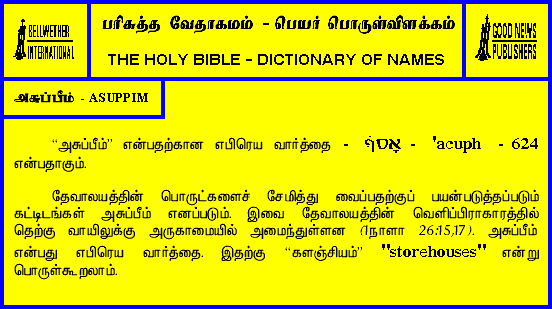 BELLWETHER
INTERNATIONAL
பரிசுத்த வேதாகமம் - பெயர் பொருள்விளக்கம்
THE HOLY BIBLE - DICTIONARY OF NAMES
GOOD NEWS
PUBLISHERS
அசுப்பீம் - ASUPPIM
“அசுப்பீம்” என்பதற்கான எபிரெய வார்த்தை - אָסֹף - 'acuph - 624
என்பதாகும்.
தேவாலயத்தின் பொருட்களைச் சேமித்து வைப்பதற்குப் பயன்படுத்தப்படும்
கட்டிடங்கள் அசுப்பீம் எனப்படும். இவை தேவாலயத்தின் வெளிப்பிராகாரத்தில்
தெற்கு வாயிலுக்கு அருகாமையில் அமைந்துள்ளன (1நாளா 26:15,17). அசுப்பீம்
என்பது எபிரெய வார்த்தை. இதற்கு “களஞ்சியம்” "storehouses" என்று
பொருள்கூறலாம்.